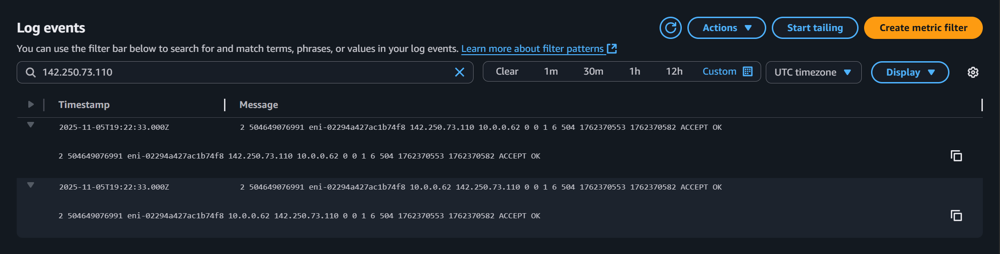 Log events
Actions
Start tailing
Create metric filter
You can use the filter bar below to search for and match terms, phrases, or values in your log events. Learn more about filter patterns
142.250.73.110
Clear 1m 30m 1h 12h Custom
UTC timezone
Display
Timestamp Message
2025-11-05T19:22:33.000Z 2 504649076991 eni-02294a427ac1b74f8 142.250.73.110 10.0.0.62 0 0 1 6 504 1762370553 1762370582 ACCEPT OK
2 504649076991 eni-02294a427ac1b74f8 142.250.73.110 10.0.0.62 0 0 1 6 504 1762370553 1762370582 ACCEPT OK
2025-11-05T19:22:33.000Z 2 504649076991 eni-02294a427ac1b74f8 10.0.0.62 142.250.73.110 0 0 1 6 504 1762370553 1762370582 ACCEPT OK
2 504649076991 eni-02294a427ac1b74f8 10.0.0.62 142.250.73.110 0 0 1 6 504 1762370553 1762370582 ACCEPT OK